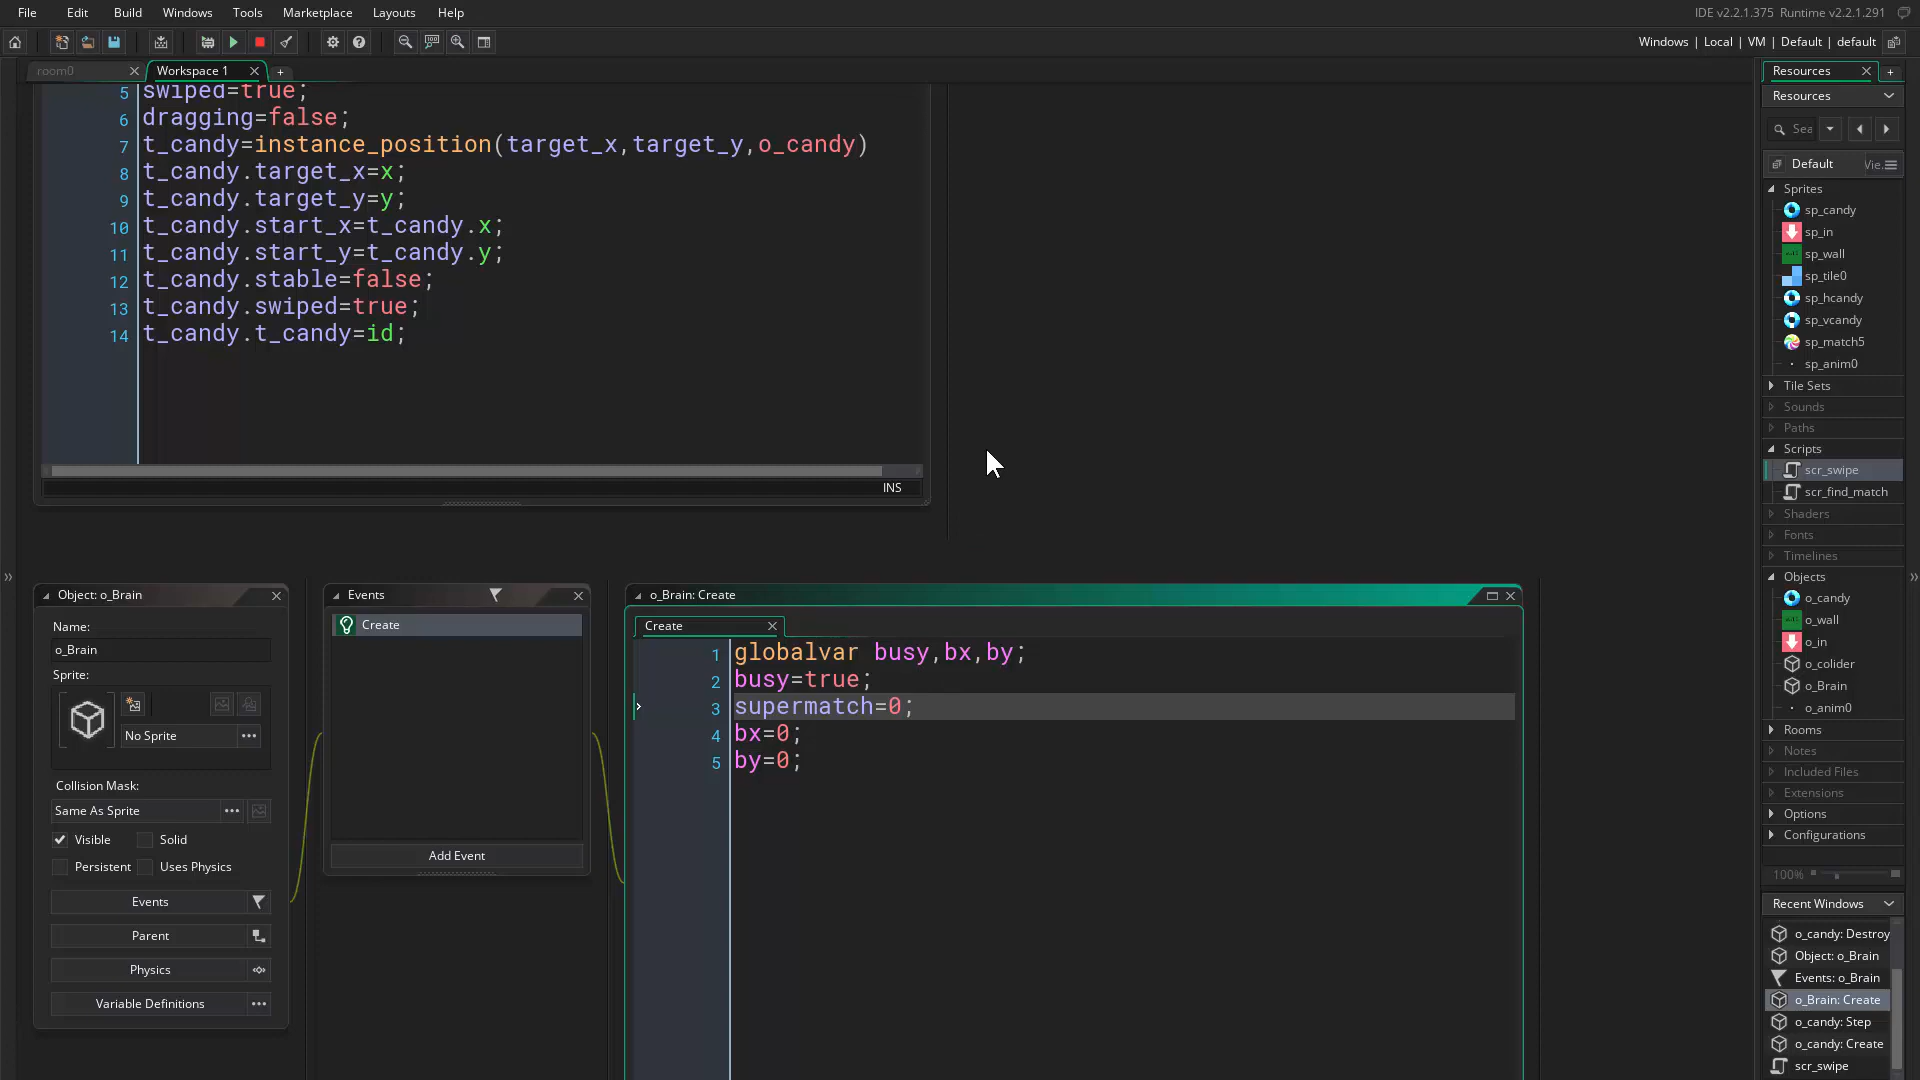 File Edit Build Windows Tools Marketplace Layouts Help
IDE v2.2.1.375 Runtime v2.2.1.291
Windows | Local | VM | Default | default
room0
Workspace 1
5 swiped=true;
6 dragging=false;
7 t_candy=instance_position(target_x,target_y,o_candy)
8 t_candy.target_x=x;
9 t_candy.target_y=y;
10 t_candy.start_x=t_candy.x;
11 t_candy.start_y=t_candy.y;
12 t_candy.stable=false;
13 t_candy.swiped=true;
14 t_candy.t_candy=id;
INS
Object: o_Brain
Name:
o_Brain
Sprite:
No Sprite
Collision Mask:
Same As Sprite
Visible Solid
Persistent Uses Physics
Events
Parent
Physics
Variable Definitions
Events
Create
Add Event
o_Brain: Create
Create
1 globalvar busy,bx,by;
2 busy=true;
3 supermatch=0;
4 bx=0;
5 by=0;
Resources
Resources
Sea
Default Vie
Sprites
sp_candy
sp_in
sp_wall
sp_tile0
sp_hcandy
sp_vcandy
sp_match5
sp_anim0
Tile Sets
Sounds
Paths
Scripts
scr_swipe
scr_find_match
Shaders
Fonts
Timelines
Objects
o_candy
o_wall
o_in
o_colider
o_Brain
o_anim0
Rooms
Notes
Included Files
Extensions
Options
Configurations
100%
Recent Windows
o_candy: Destroy
Object: o_Brain
Events: o_Brain
o_Brain: Create
o_candy: Step
o_candy: Create
scr_swipe